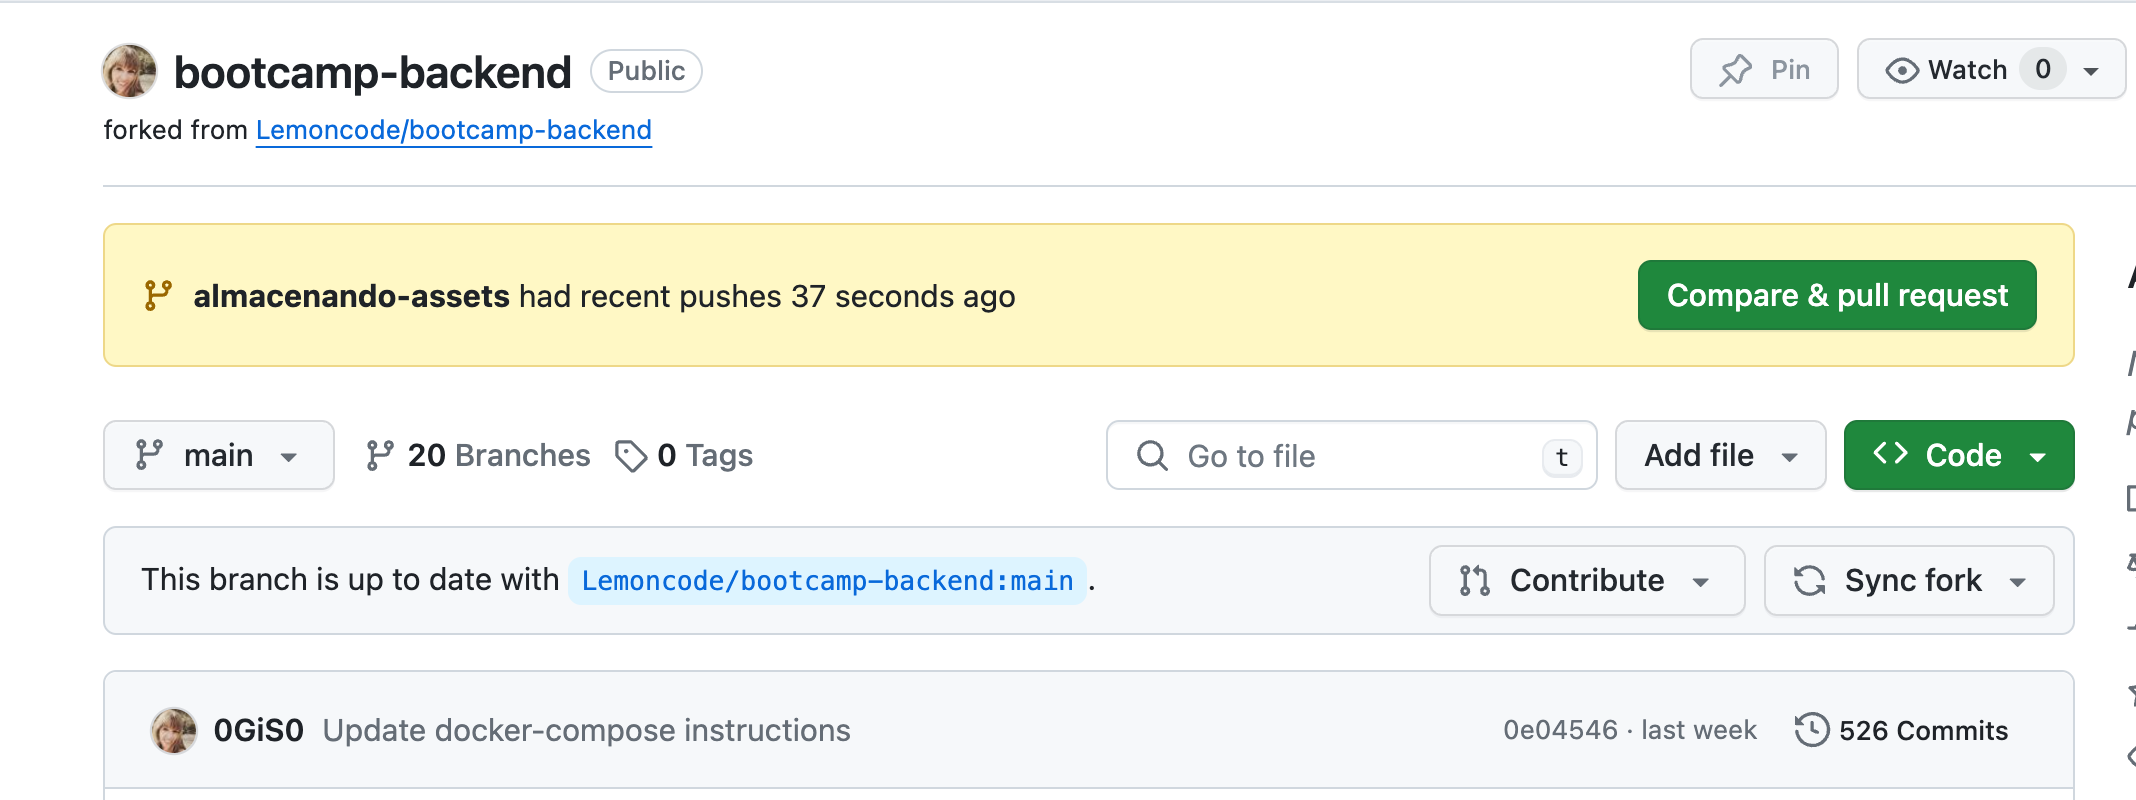 bootcamp-backend Public Pin Watch 0
forked from Lemoncode/bootcamp-backend
almacenando-assets had recent pushes 37 seconds ago Compare & pull request
main 20 Branches 0 Tags Go to file t Add file <> Code
This branch is up to date with Lemoncode/bootcamp-backend:main. Contribute Sync fork
0GiS0 Update docker-compose instructions 0e04546 · last week 526 Commits